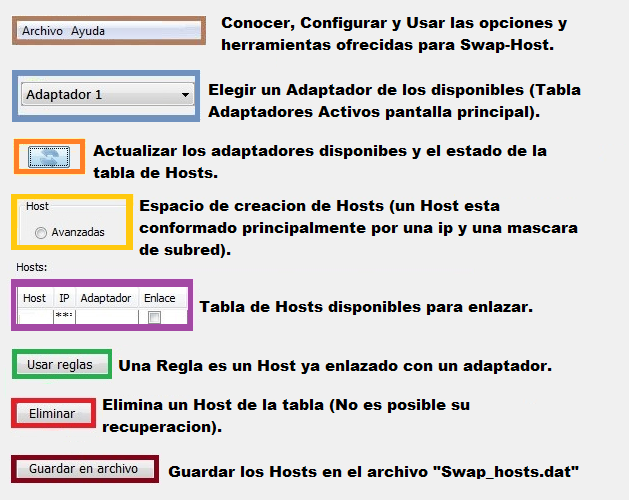 Archivo Ayuda
Conocer, Configurar y Usar las opciones y
herramientas ofrecidas para Swap-Host.
Adaptador 1
Elegir un Adaptador de los disponibles (Tabla
Adaptadores Activos pantalla principal).
Actualizar los adaptadores disponibes y el estado de la
tabla de Hosts.
Host
Avanzadas
Espacio de creacion de Hosts (un Host esta
conformado principalmente por una ip y una mascara
de subred).
Hosts:
Host IP Adaptador Enlace
**:
Tabla de Hosts disponibles para enlazar.
Usar reglas
Una Regla es un Host ya enlazado con un adaptador.
Eliminar
Elimina un Host de la tabla (No es posible su
recuperacion).
Guardar en archivo
Guardar los Hosts en el archivo "Swap_hosts.dat"